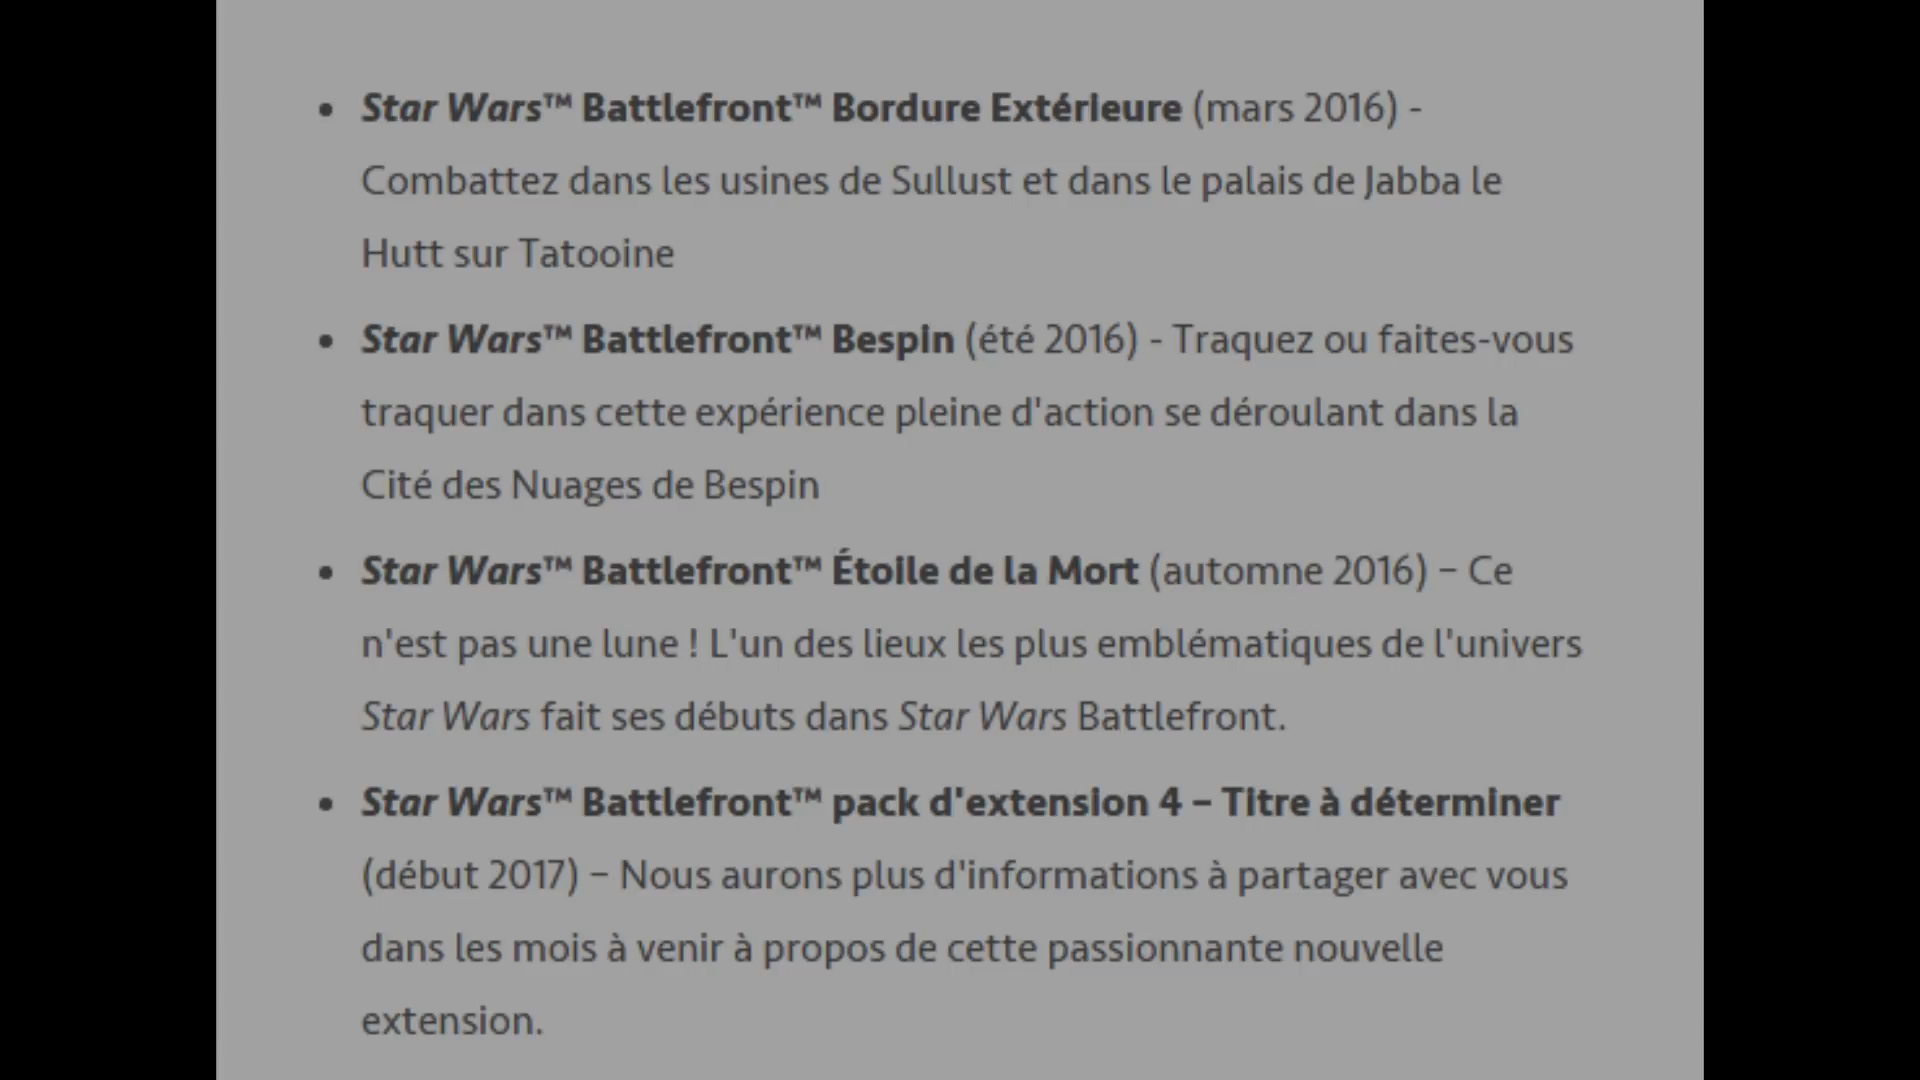 • Star Wars™ Battlefront™ Bordure Extérieure (mars 2016) -
Combattez dans les usines de Sullust et dans le palais de Jabba le
Hutt sur Tatooine
• Star Wars™ Battlefront™ Bespin (été 2016) - Traquez ou faites-vous
traquer dans cette expérience pleine d'action se déroulant dans la
Cité des Nuages de Bespin
• Star Wars™ Battlefront™ Étoile de la Mort (automne 2016) – Ce
n'est pas une lune ! L'un des lieux les plus emblématiques de l'univers
Star Wars fait ses débuts dans Star Wars Battlefront.
• Star Wars™ Battlefront™ pack d'extension 4 – Titre à déterminer
(début 2017) – Nous aurons plus d'informations à partager avec vous
dans les mois à venir à propos de cette passionnante nouvelle
extension.